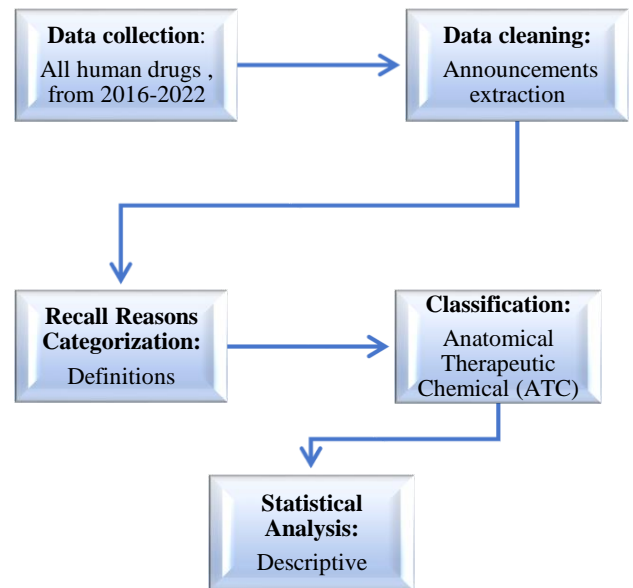 Data collection:
All human drugs ,
from 2016-2022
Data cleaning:
Announcements
extraction
Recall Reasons
Categorization:
Definitions
Classification:
Anatomical
Therapeutic
Chemical (ATC)
Statistical
Analysis:
Descriptive